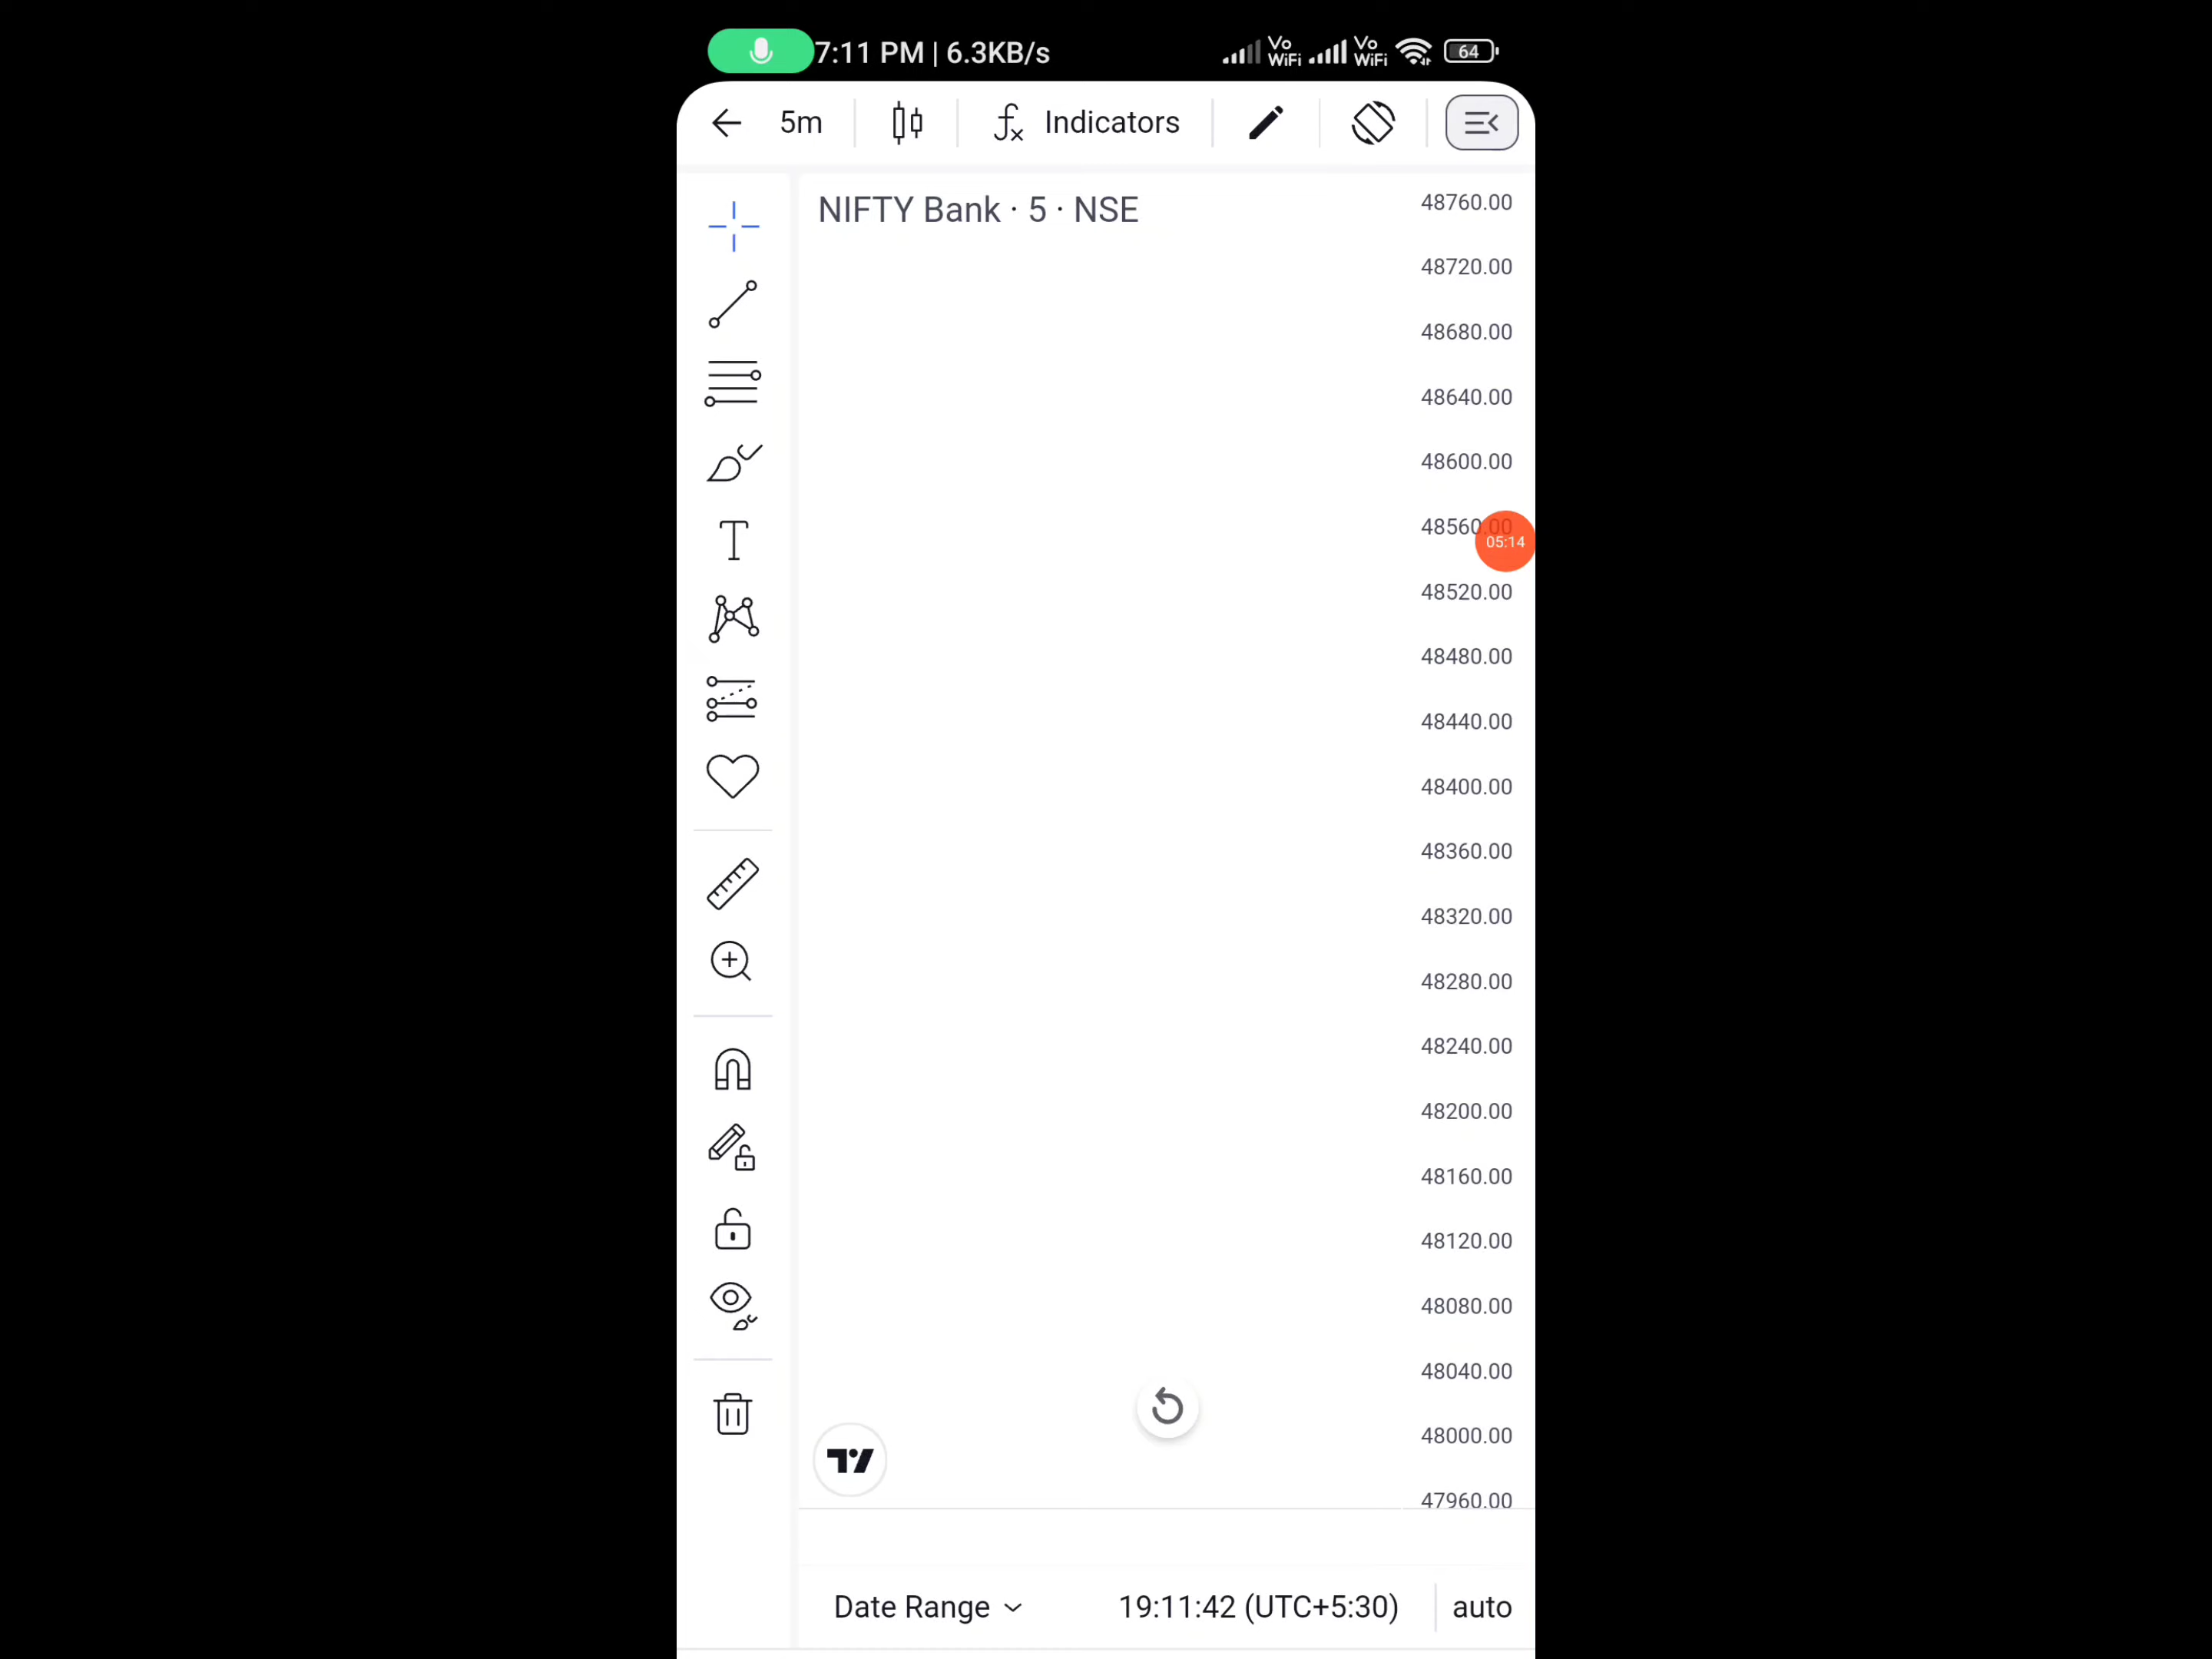 7:11 PM | 6.3KB/s
Vo WiFi
Vo WiFi
64
5m
fx Indicators
NIFTY Bank · 5 · NSE
48760.00
48720.00
48680.00
48640.00
48600.00
48560.00
05:14
48520.00
48480.00
48440.00
48400.00
48360.00
48320.00
48280.00
48240.00
48200.00
48160.00
48120.00
48080.00
48040.00
48000.00
47960.00
Date Range
19:11:42 (UTC+5:30)
auto